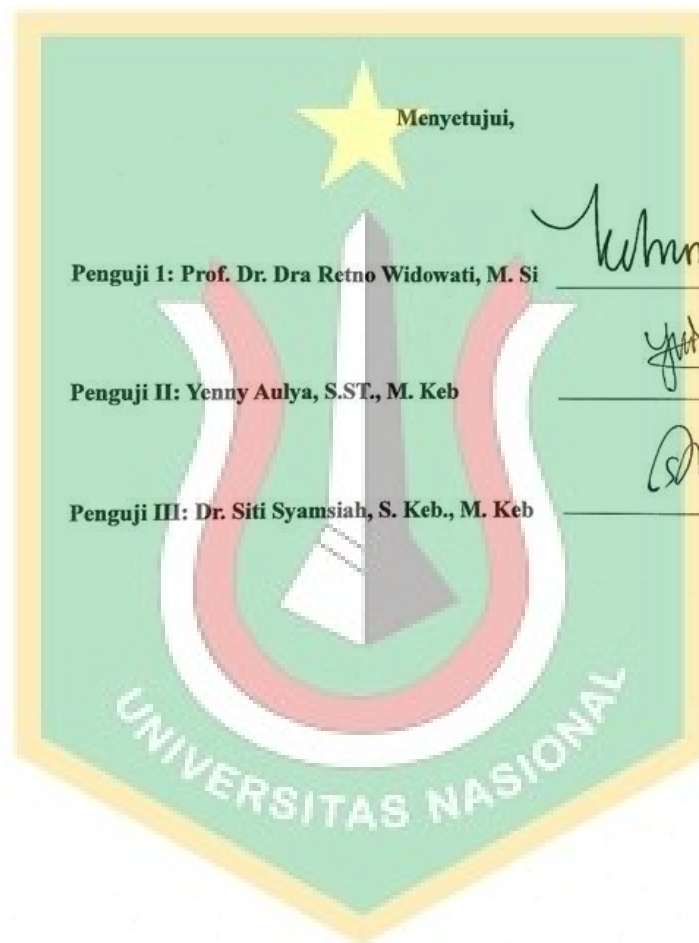 Menyetujui,
Penguji 1: Prof. Dr. Dra Retno Widowati, M. Si
Penguji II: Yenny Aulya, S.ST., M. Keb
Penguji III: Dr. Siti Syamsiah, S. Keb., M. Keb
UNIVERSITAS NASIONAL